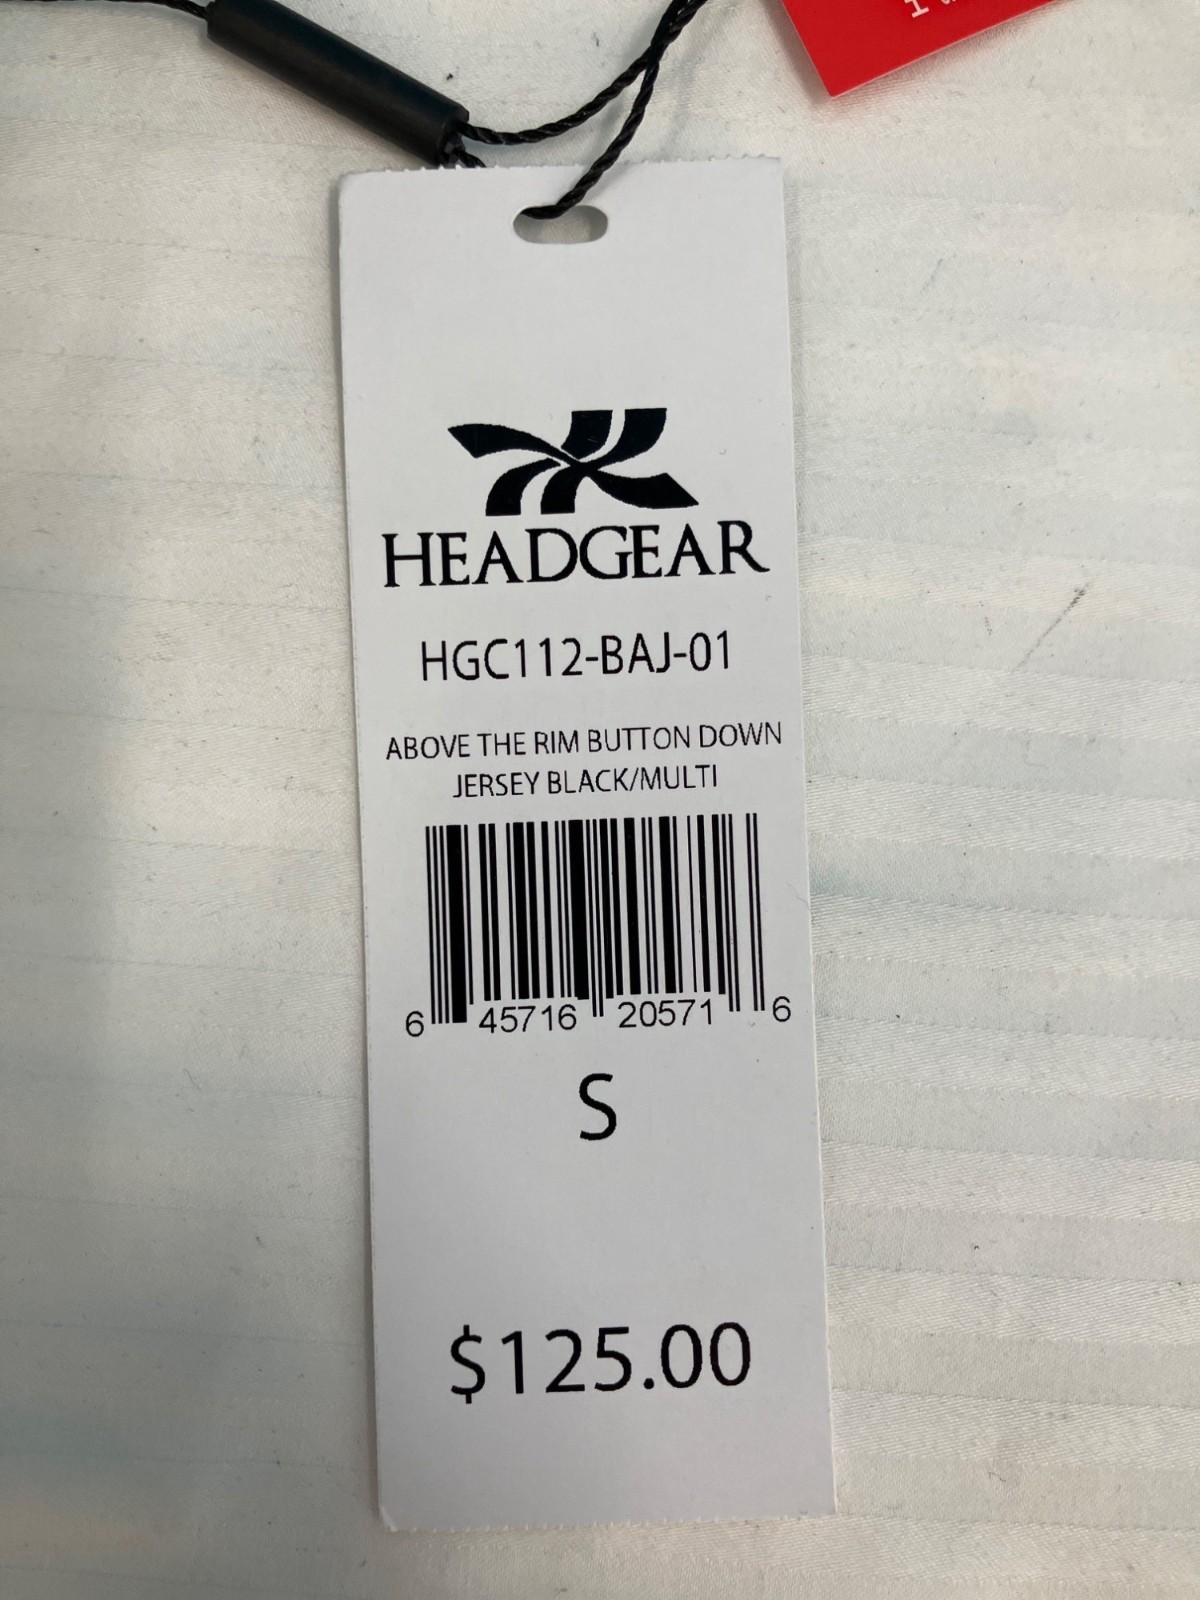 HEADGEAR
HGC112-BAJ-01
ABOVE THE RIM BUTTON DOWN
JERSEY BLACK/MULTI
6 45716 20571 6
S
$125.00